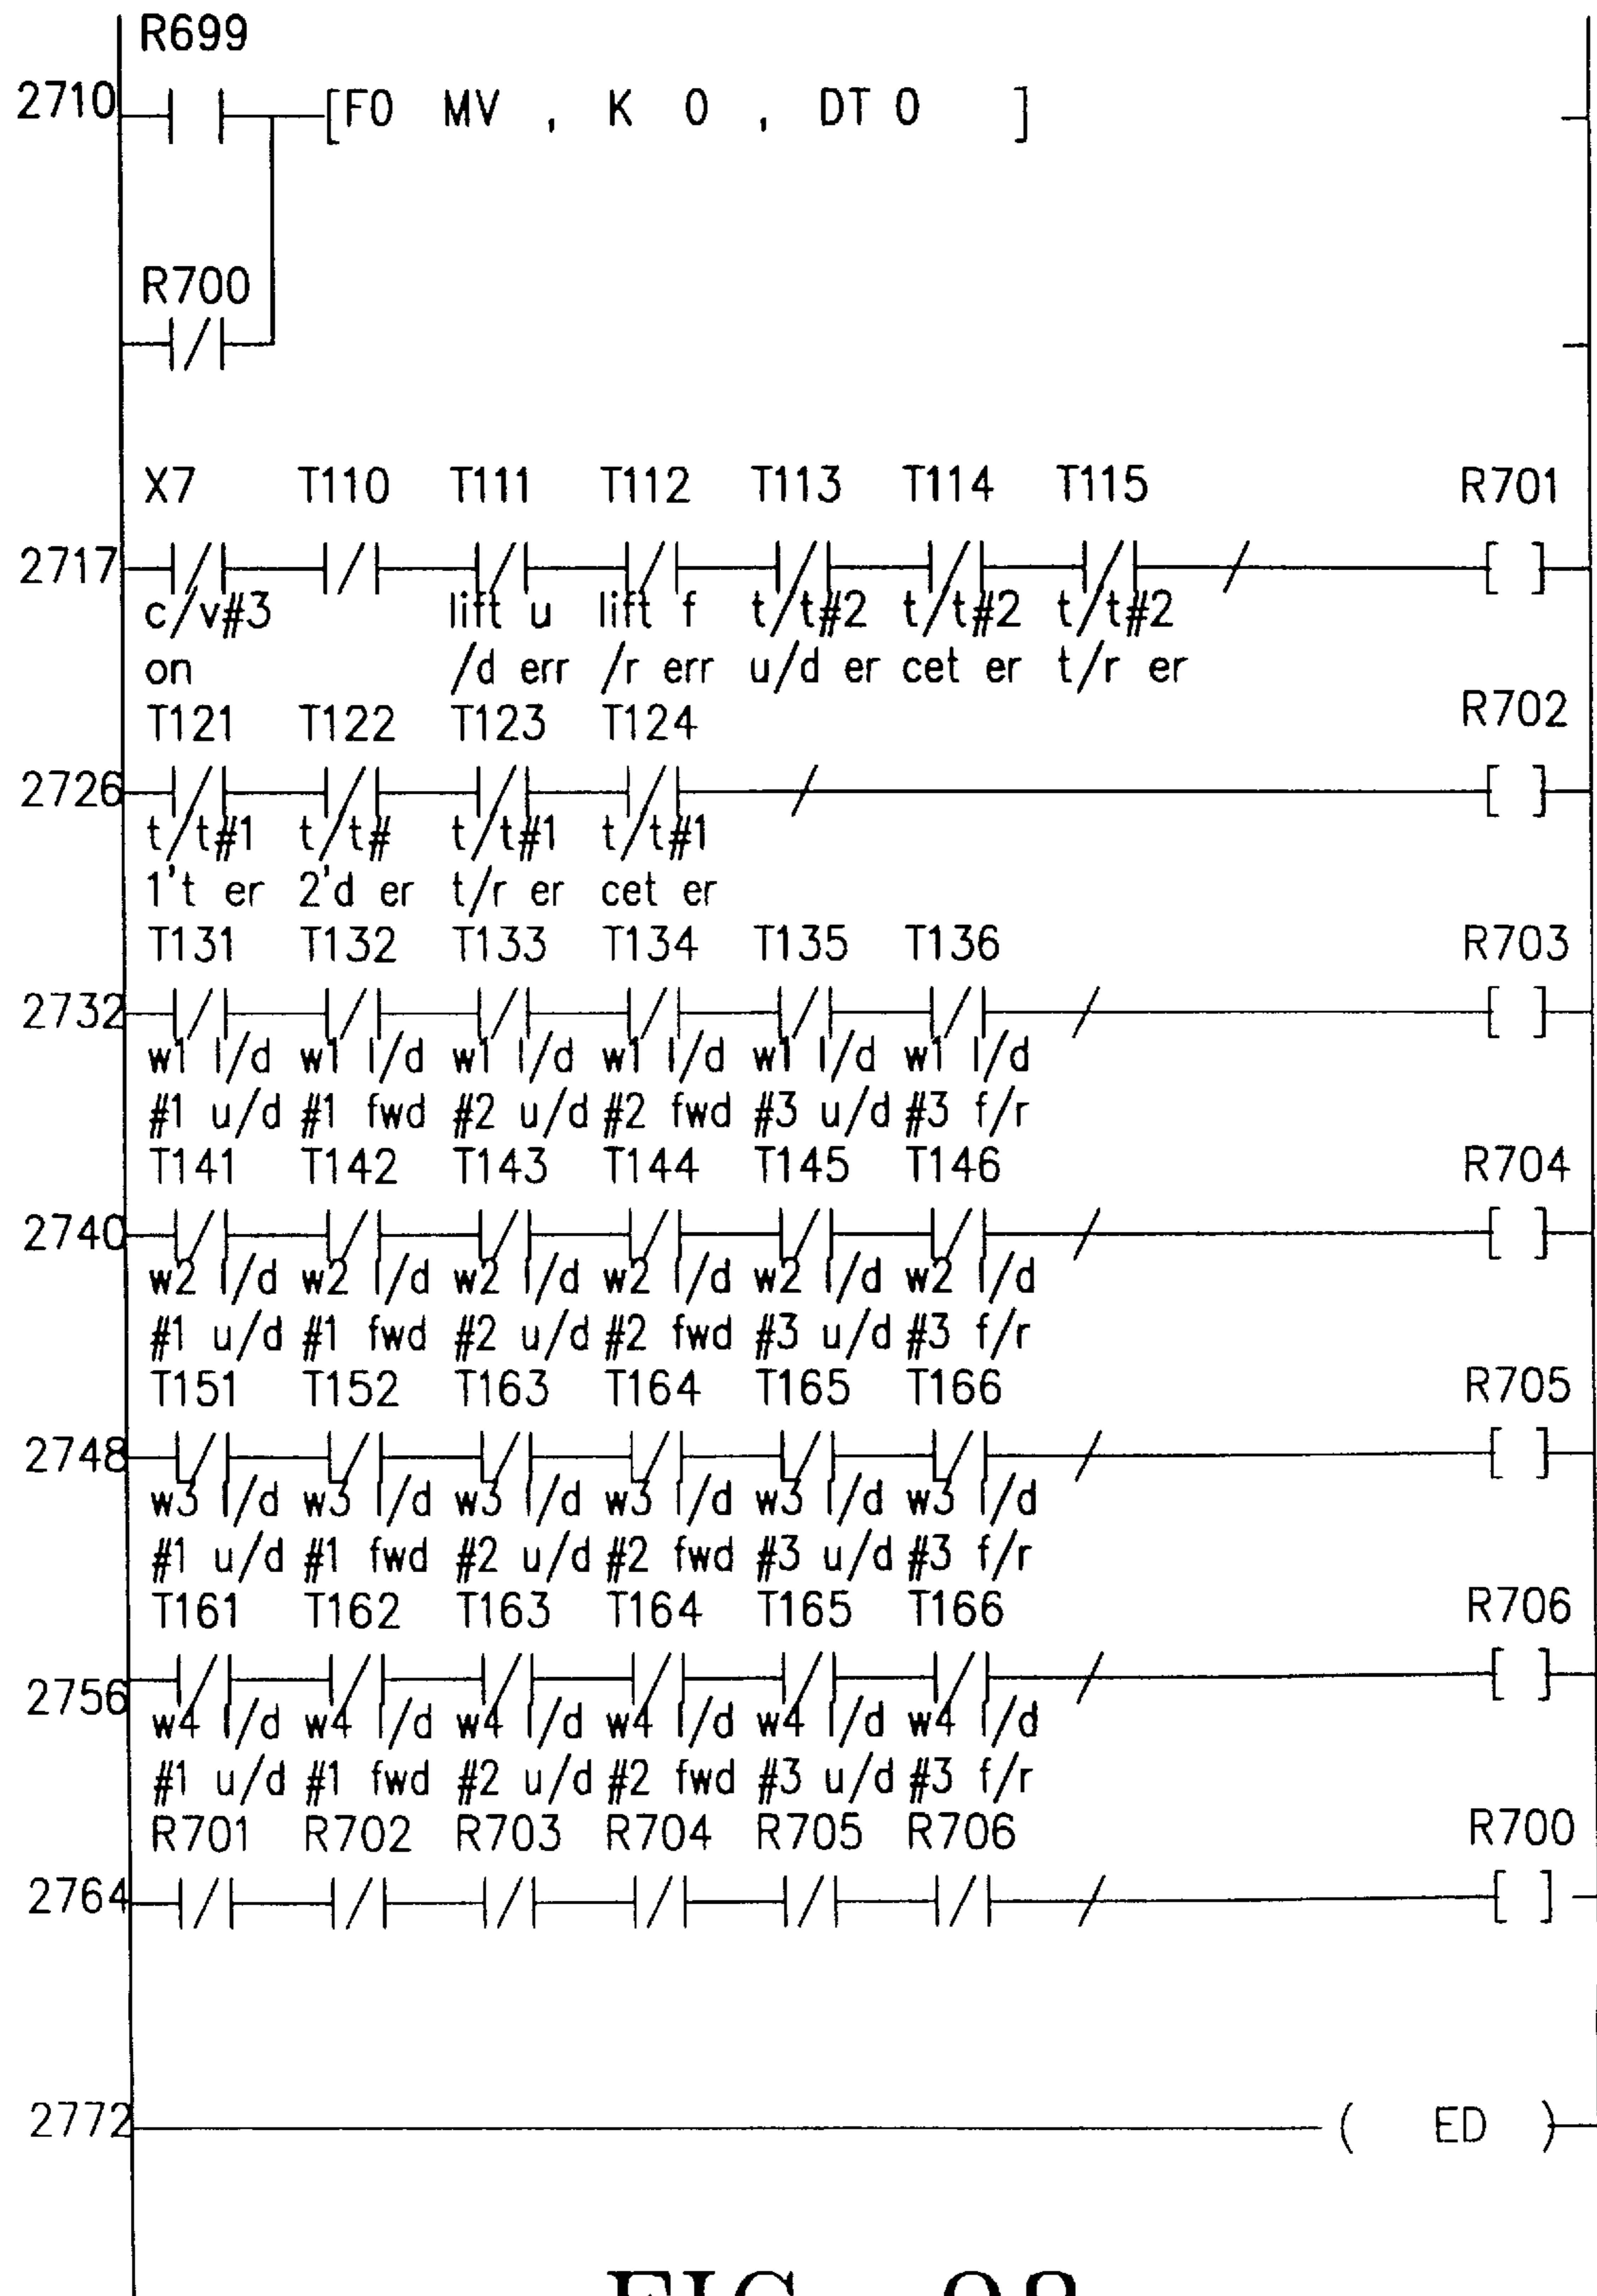 R699
2710 [F0 MV , K 0 , DT 0 ]
R700
X7 T110 T111 T112 T113 T114 T115 R701
2717 [ ]
c/v#3 lift u lift f t/t#2 t/t#2 t/t#2
on /d err /r err u/d er cet er t/r er
T121 T122 T123 T124 R702
2726 [ ]
t/t#1 t/t# t/t#1 t/t#1
1't er 2'd er t/r er cet er
T131 T132 T133 T134 T135 T136 R703
2732 [ ]
w1 l/d w1 l/d w1 l/d w1 l/d w1 l/d w1 l/d
#1 u/d #1 fwd #2 u/d #2 fwd #3 u/d #3 f/r
T141 T142 T143 T144 T145 T146 R704
2740 [ ]
w2 l/d w2 l/d w2 l/d w2 l/d w2 l/d w2 l/d
#1 u/d #1 fwd #2 u/d #2 fwd #3 u/d #3 f/r
T151 T152 T163 T164 T165 T166 R705
2748 [ ]
w3 l/d w3 l/d w3 l/d w3 l/d w3 l/d w3 l/d
#1 u/d #1 fwd #2 u/d #2 fwd #3 u/d #3 f/r
T161 T162 T163 T164 T165 T166 R706
2756 [ ]
w4 l/d w4 l/d w4 l/d w4 l/d w4 l/d w4 l/d
#1 u/d #1 fwd #2 u/d #2 fwd #3 u/d #3 f/r
R701 R702 R703 R704 R705 R706 R700
2764 [ ]
2772 ( ED )
FIG.